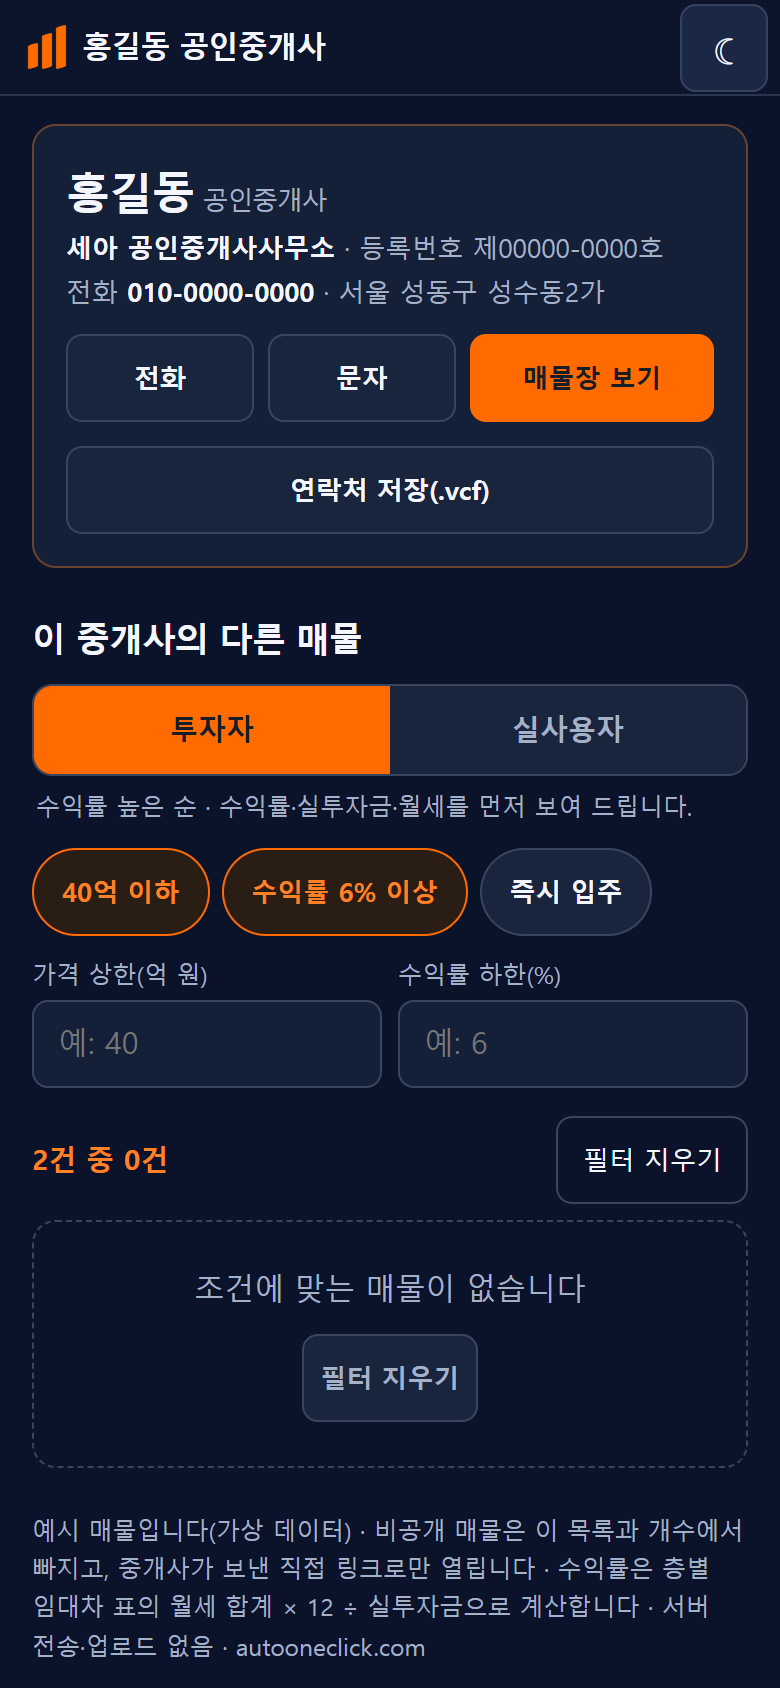 홍길동 공인중개사
홍길동 공인중개사
세아 공인중개사사무소 · 등록번호 제00000-0000호
전화 010-0000-0000 · 서울 성동구 성수동2가
전화
문자
매물장 보기
연락처 저장(.vcf)
이 중개사의 다른 매물
투자자
실사용자
수익률 높은 순 · 수익률·실투자금·월세를 먼저 보여 드립니다.
40억 이하
수익률 6% 이상
즉시 입주
가격 상한(억 원)
수익률 하한(%)
예: 40
예: 6
2건 중 0건
필터 지우기
조건에 맞는 매물이 없습니다
필터 지우기
예시 매물입니다(가상 데이터) · 비공개 매물은 이 목록과 개수에서
빠지고, 중개사가 보낸 직접 링크로만 열립니다 · 수익률은 층별
임대차 표의 월세 합계 × 12 ÷ 실투자금으로 계산합니다 · 서버
전송·업로드 없음 · autooneclick.com